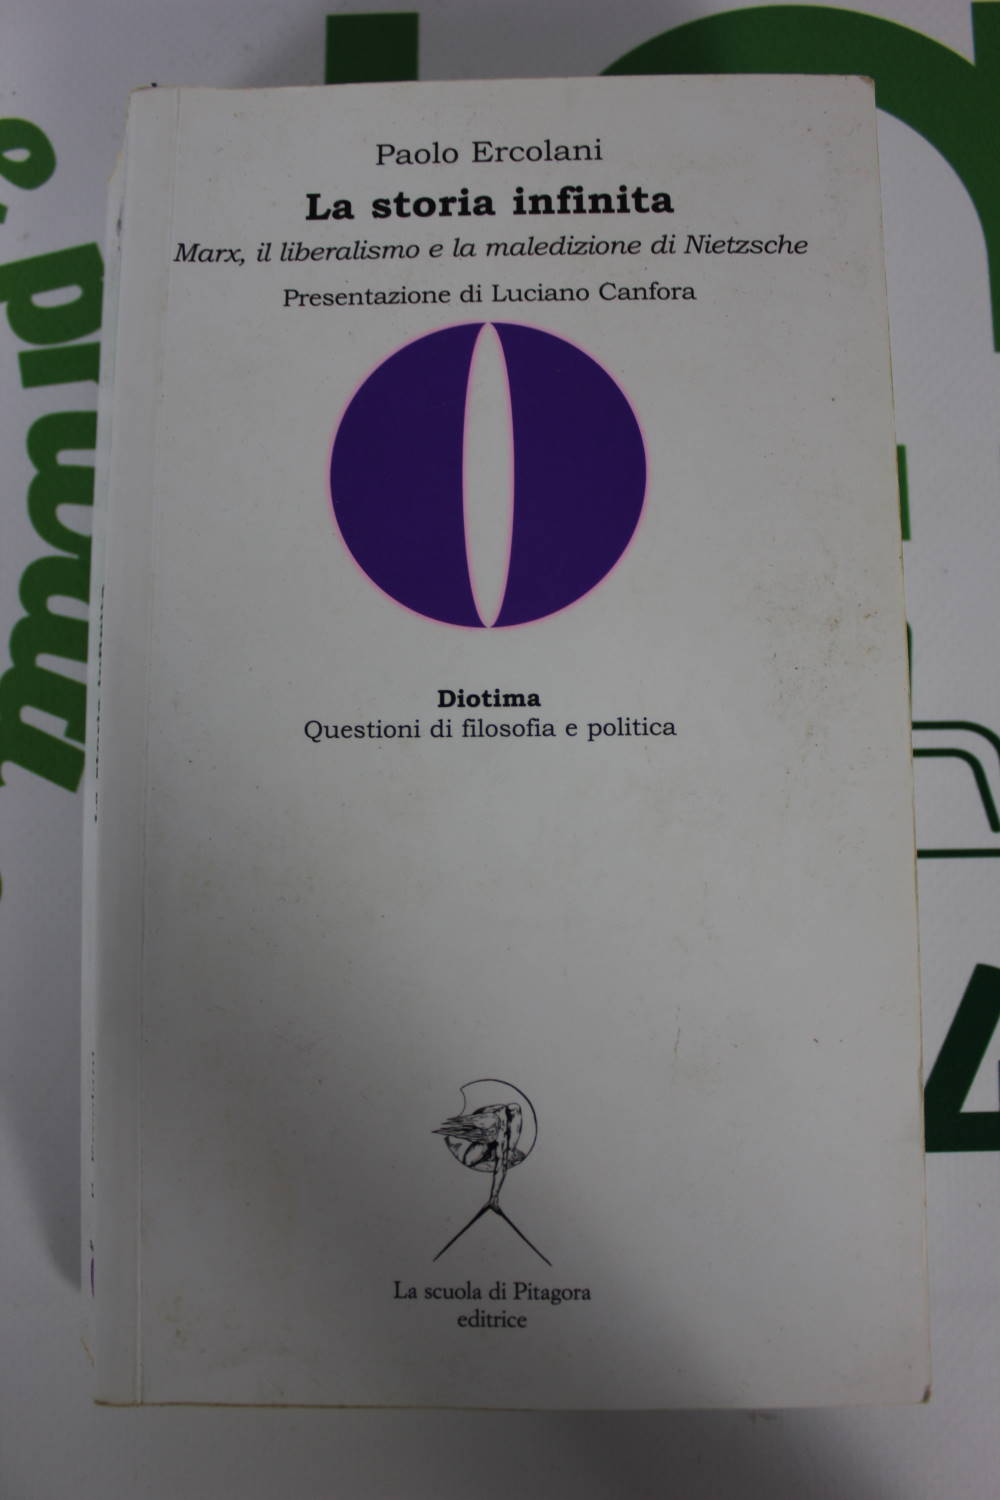 Paolo Ercolani
La storia infinita
Marx, il liberalismo e la maledizione di Nietzsche
Presentazione di Luciano Canfora
Diotima
Questioni di filosofia e politica
La scuola di Pitagora
editrice
4